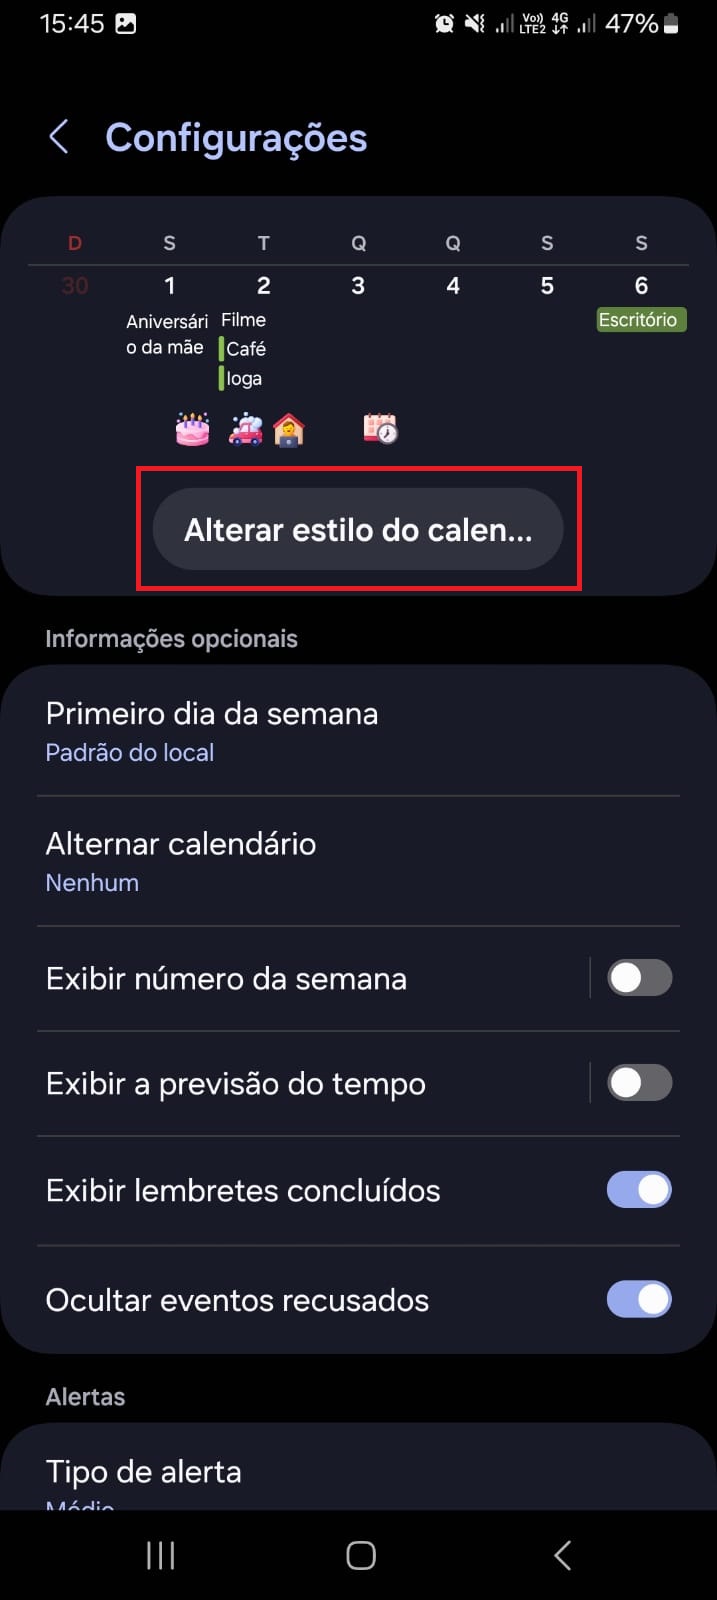 15:45 Vo)) LTE2 4G 47%
Configurações
D S T Q Q S S
30 1 2 3 4 5 6
Aniversári Filme Escritório
o da mãe Café
Ioga
Alterar estilo do calen...
Informações opcionais
Primeiro dia da semana
Padrão do local
Alternar calendário
Nenhum
Exibir número da semana
Exibir a previsão do tempo
Exibir lembretes concluídos
Ocultar eventos recusados
Alertas
Tipo de alerta
Médio